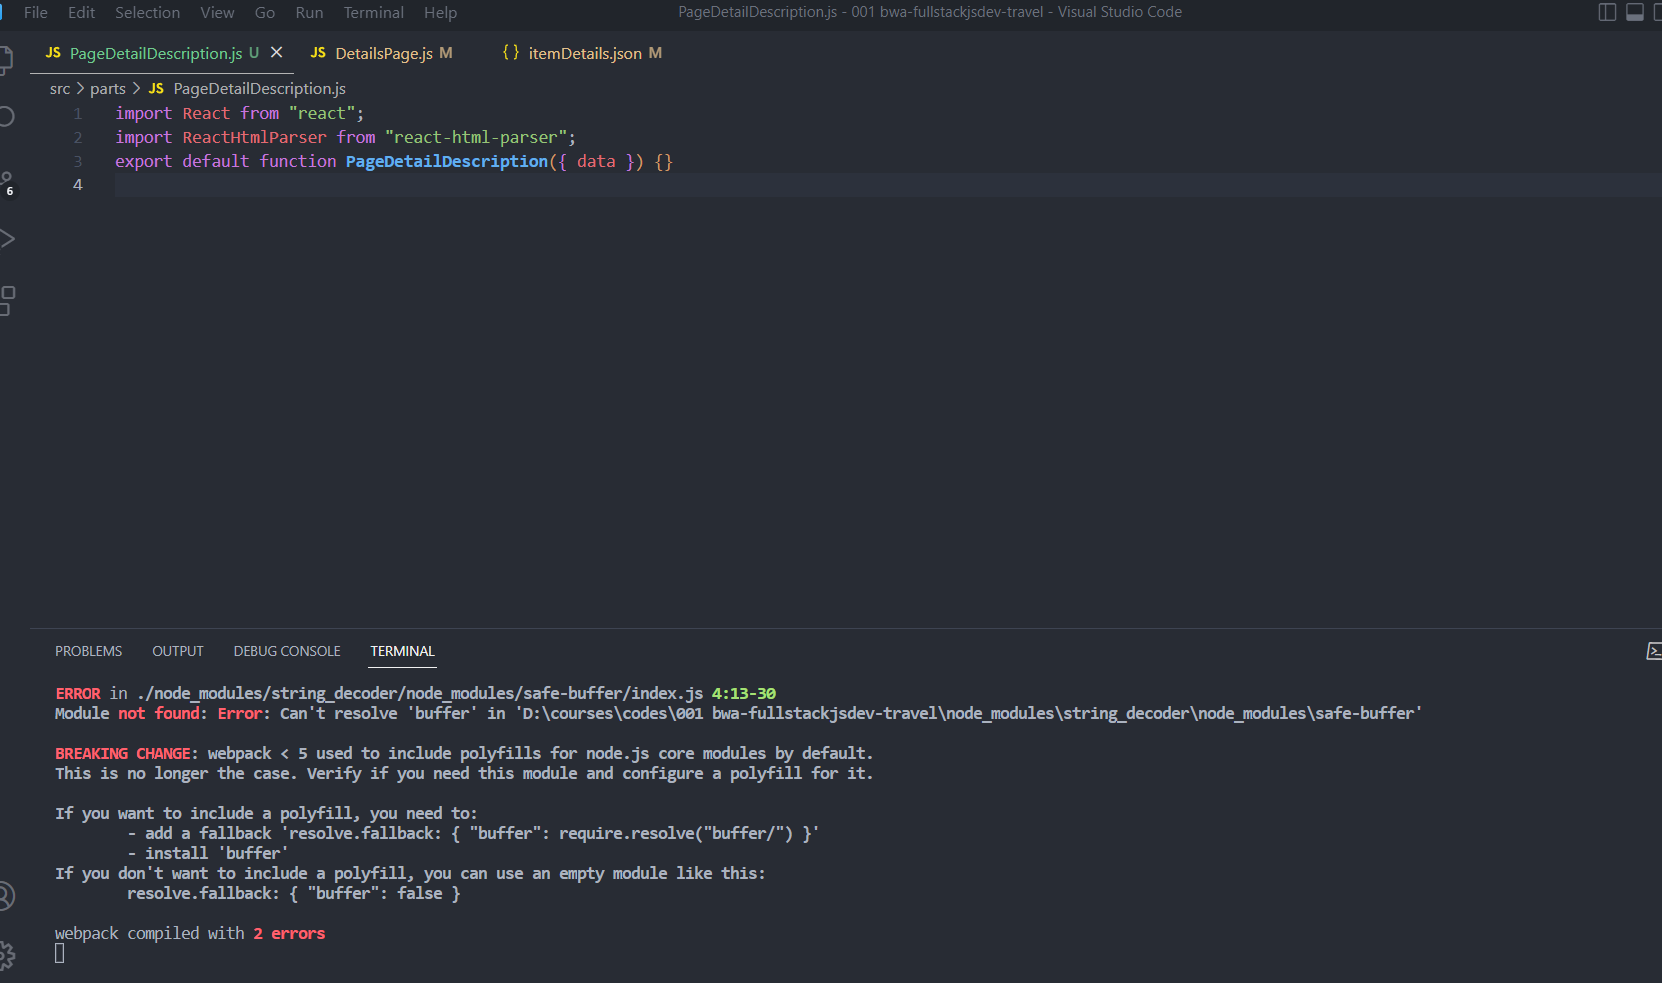 File Edit Selection View Go Run Terminal Help PageDetailDescription.js - 001 bwa-fullstackjsdev-travel - Visual Studio Code
JS PageDetailDescription.js U × JS DetailsPage.js M {} itemDetails.json M
src > parts > JS PageDetailDescription.js
1 import React from "react";
2 import ReactHtmlParser from "react-html-parser";
3 export default function PageDetailDescription({ data }) {}
4
6
PROBLEMS OUTPUT DEBUG CONSOLE TERMINAL
ERROR in ./node_modules/string_decoder/node_modules/safe-buffer/index.js 4:13-30
Module not found: Error: Can't resolve 'buffer' in 'D:\courses\codes\001 bwa-fullstackjsdev-travel\node_modules\string_decoder\node_modules\safe-buffer'
BREAKING CHANGE: webpack < 5 used to include polyfills for node.js core modules by default.
This is no longer the case. Verify if you need this module and configure a polyfill for it.
If you want to include a polyfill, you need to:
- add a fallback 'resolve.fallback: { "buffer": require.resolve("buffer/") }'
- install 'buffer'
If you don't want to include a polyfill, you can use an empty module like this:
resolve.fallback: { "buffer": false }
webpack compiled with 2 errors